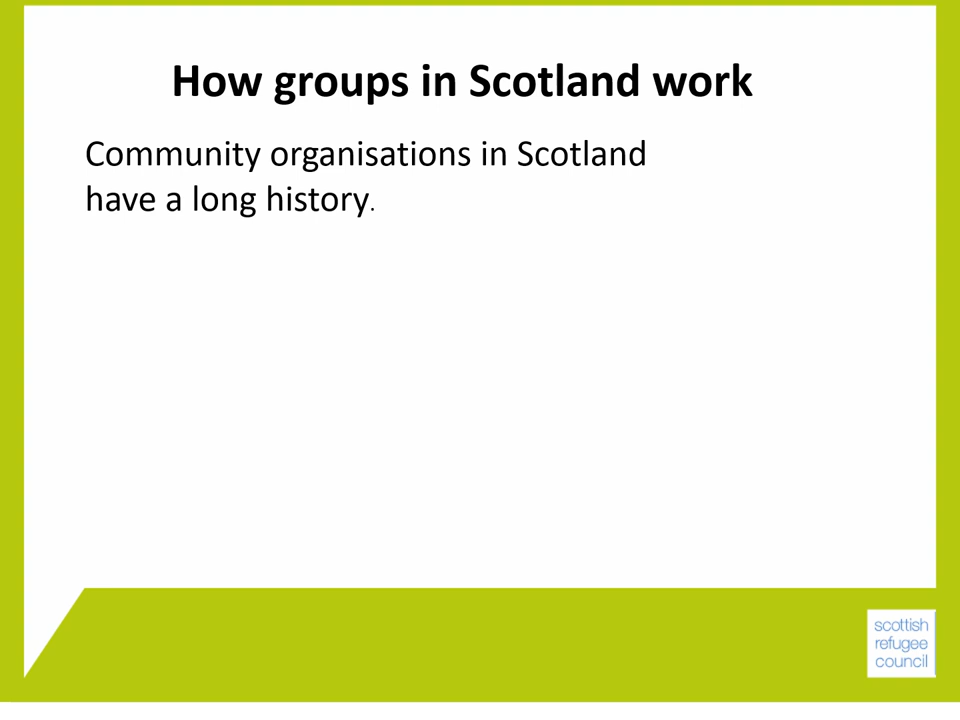 How groups in Scotland work
Community organisations in Scotland
have a long history.
scottish
refugee
council